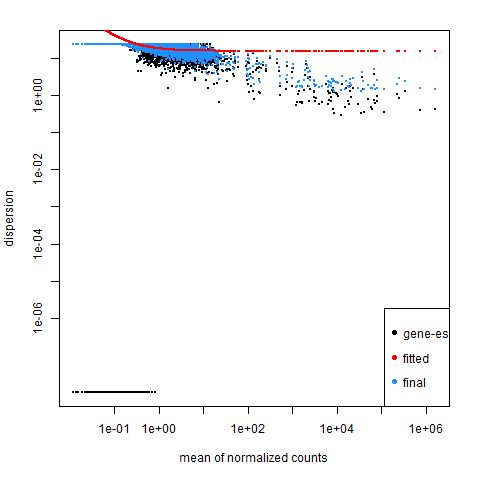 1e+00
1e-02
1e-04
1e-06
dispersion
gene-es
fitted
final
1e-01 1e+00 1e+02 1e+04 1e+06
mean of normalized counts